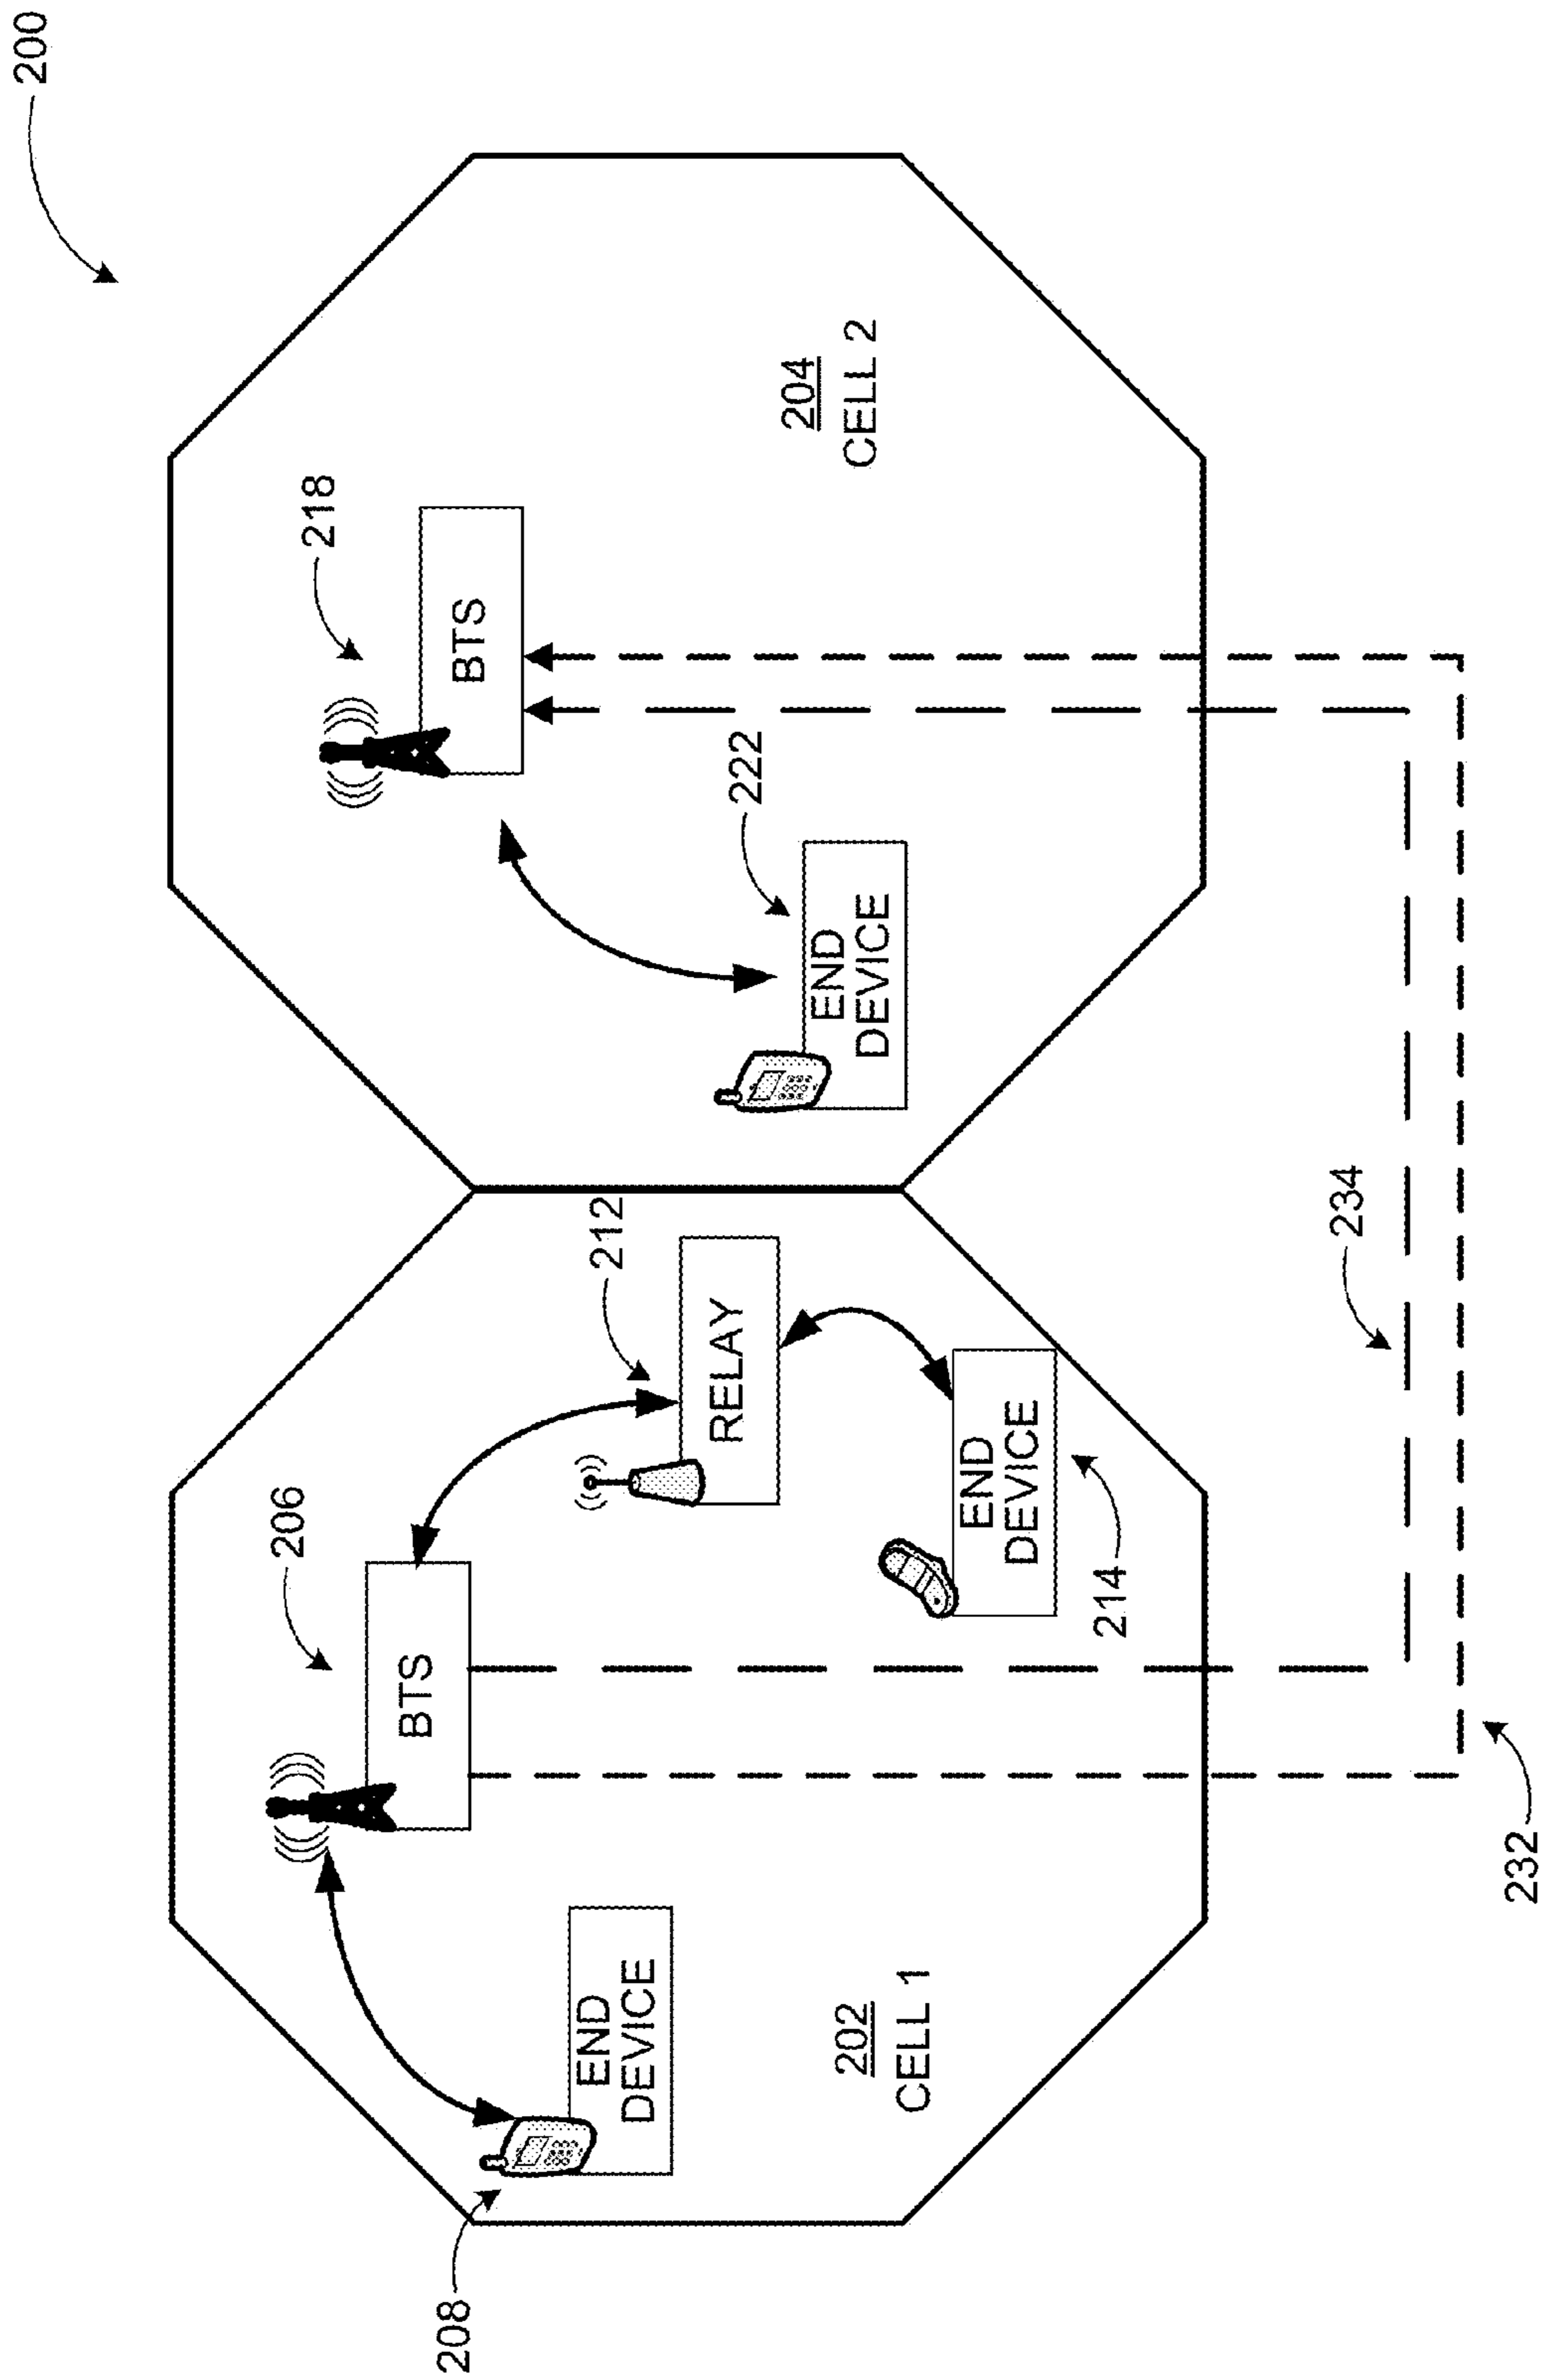 200
206
218
BTS
BTS
208
END
DEVICE
212
RELAY
222
END
DEVICE
END
DEVICE
214
202
CELL 1
204
CELL 2
234
232